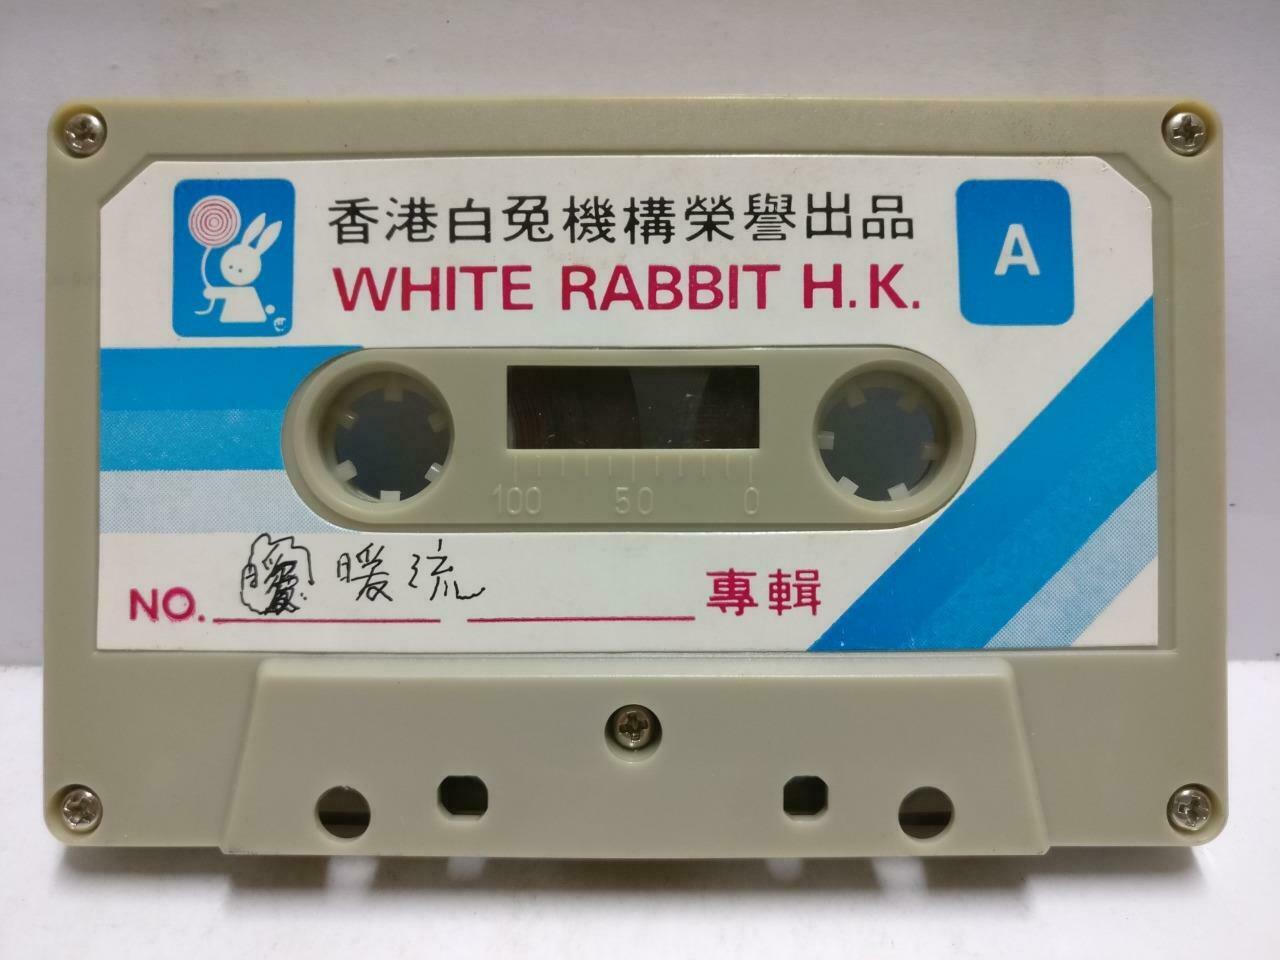 香港白兔機構榮譽出品
WHITE RABBIT H.K.
A
100 50 0
NO. 暖流 專輯